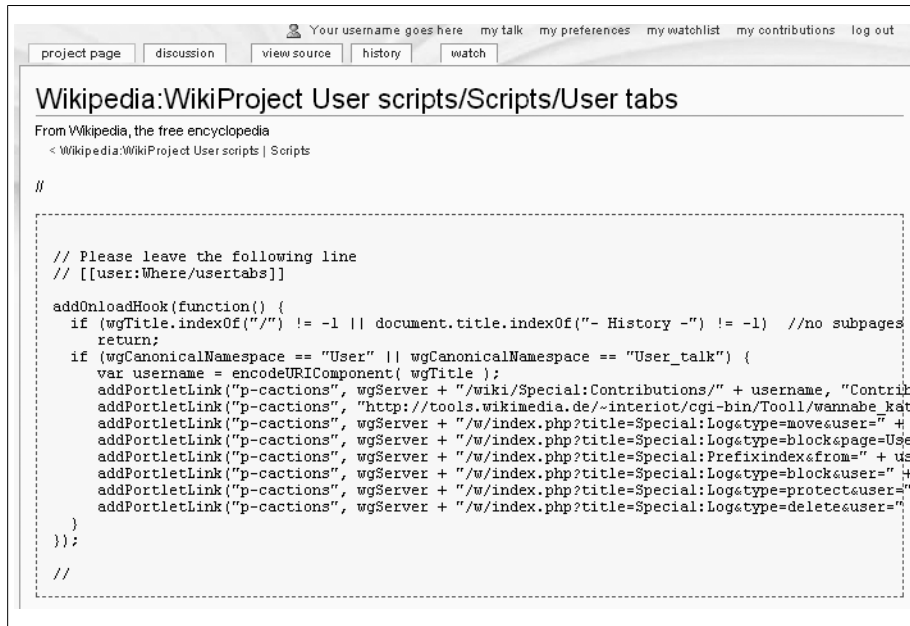 Your username goes here my talk my preferences my watchlist my contributions log out
project page discussion view source history watch
Wikipedia:WikiProject User scripts/Scripts/User tabs
From Wikipedia, the free encyclopedia
< Wikipedia:WikiProject User scripts | Scripts
//
// Please leave the following line
// [[user:Where/usertabs]]
addOnloadHook(function() {
if (wgTitle.indexOf("/") != -1 || document.title.indexOf("- History -") != -1) //no subpages
return;
if (wgCanonicalNamespace == "User" || wgCanonicalNamespace == "User_talk") {
var username = encodeURIComponent( wgTitle );
addPortletLink("p-cactions", wgServer + "/wiki/Special:Contributions/" + username, "Contrib
addPortletLink("p-cactions", "http://tools.wikimedia.de/~interiot/cgi-bin/Tool1/wannabe_kat
addPortletLink("p-cactions", wgServer + "/w/index.php?title=Special:Log&type=move&user=" +
addPortletLink("p-cactions", wgServer + "/w/index.php?title=Special:Log&type=block&page=Use
addPortletLink("p-cactions", wgServer + "/w/index.php?title=Special:Prefixindex&from=" + us
addPortletLink("p-cactions", wgServer + "/w/index.php?title=Special:Log&type=block&user=" +
addPortletLink("p-cactions", wgServer + "/w/index.php?title=Special:Log&type=protect&user="
addPortletLink("p-cactions", wgServer + "/w/index.php?title=Special:Log&type=delete&user="
}
});
//